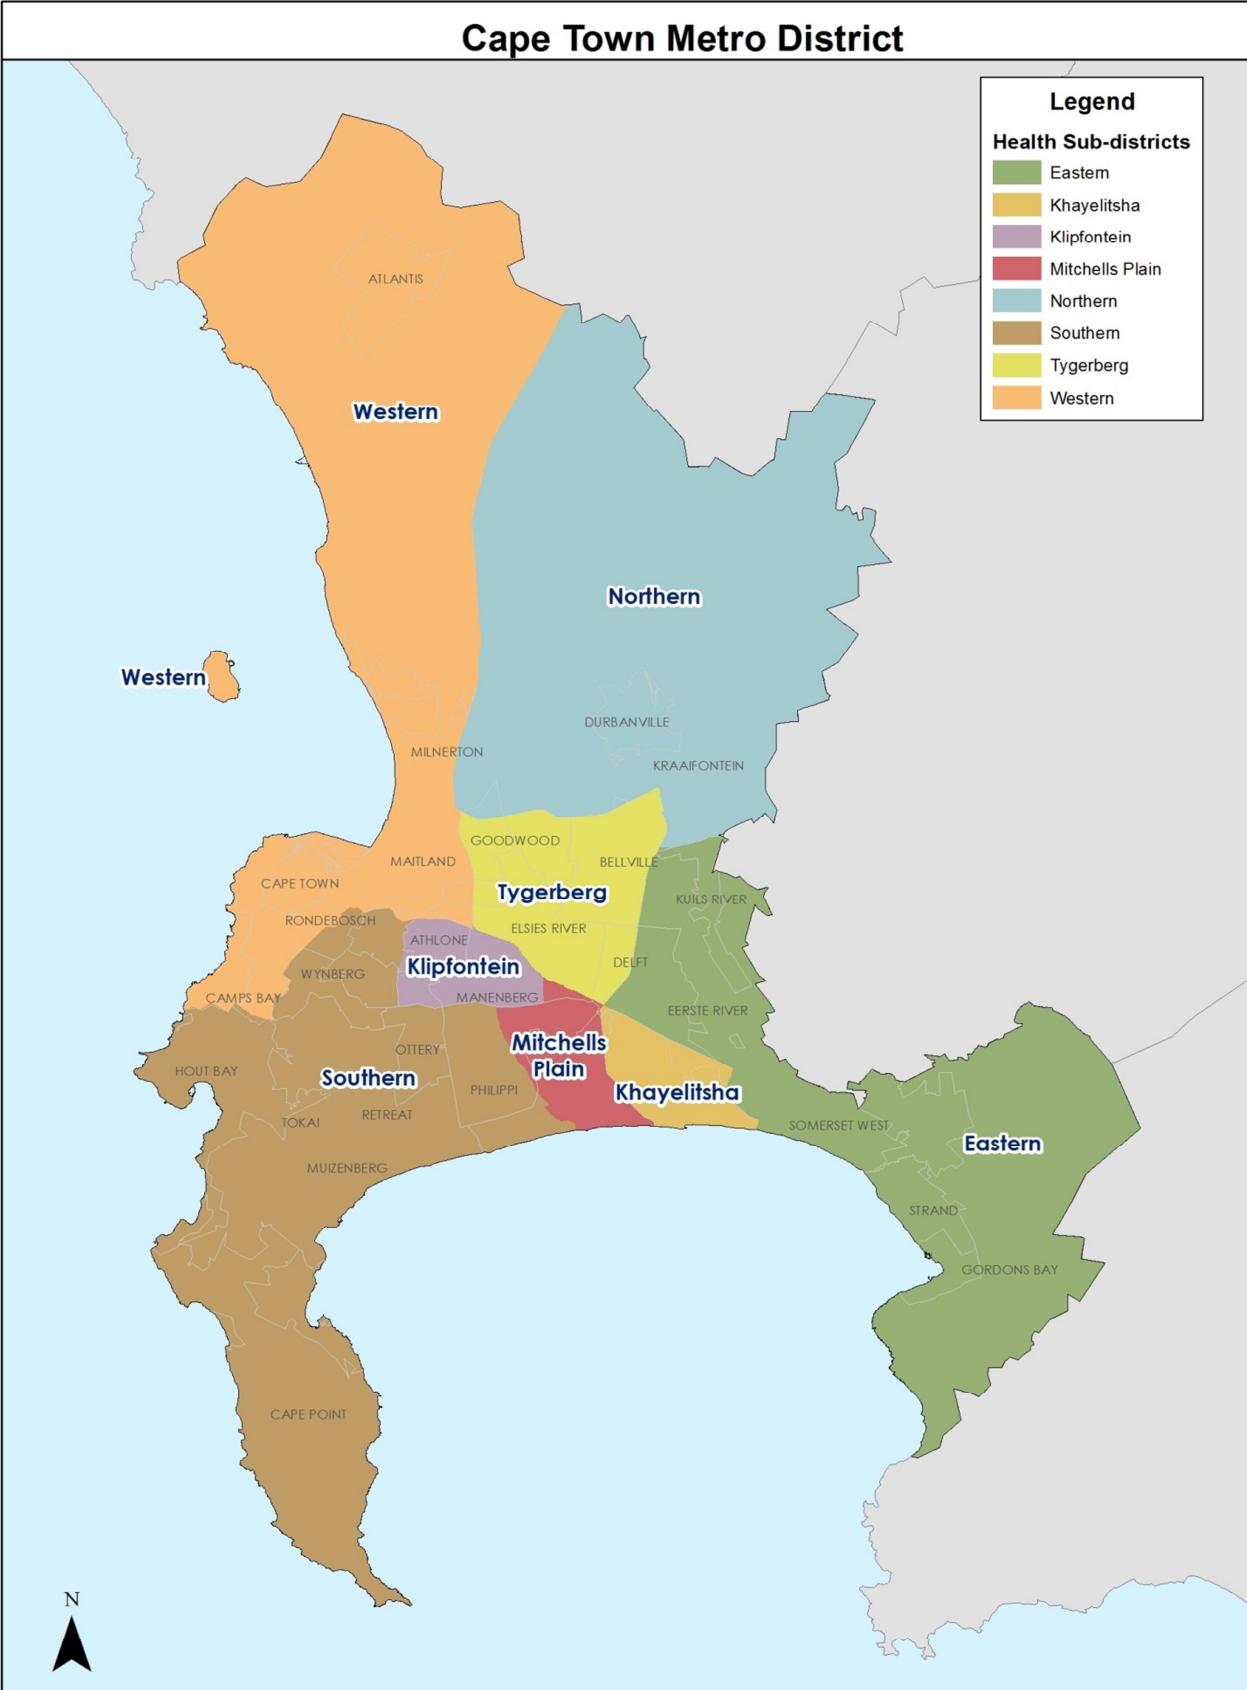 Cape Town Metro District
Legend
Health Sub-districts
Eastern
Khayelitsha
Klipfontein
Mitchells Plain
Northern
Southern
Tygerberg
Western
ATLANTIS
Western
Northern
Western
DURBANVILLE
MILNERTON
KRAAIFONTEIN
GOODWOOD
MAITLAND
BELLVILLE
CAPE TOWN
Tygerberg
KUILS RIVER
RONDEBOSCH
ELSIES RIVER
ATHLONE
DELFT
Klipfontein
WYNBERG
CAMPS BAY
MANENBERG
EERSTE RIVER
Mitchells
Plain
OTTERY
HOUT BAY
Southern
PHILIPPI
Khayelitsha
TOKAI
RETREAT
SOMERSET WEST
Eastern
MUIZENBERG
STRAND
GORDONS BAY
CAPE POINT
N